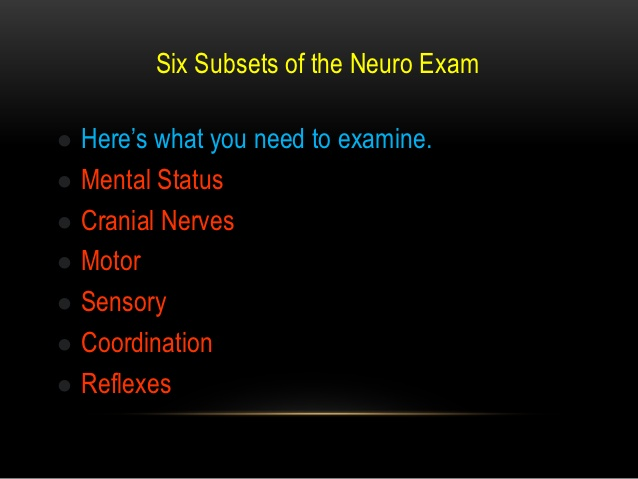 Six Subsets of the Neuro Exam
Here’s what you need to examine.
Mental Status
Cranial Nerves
Motor
Sensory
Coordination
Reflexes